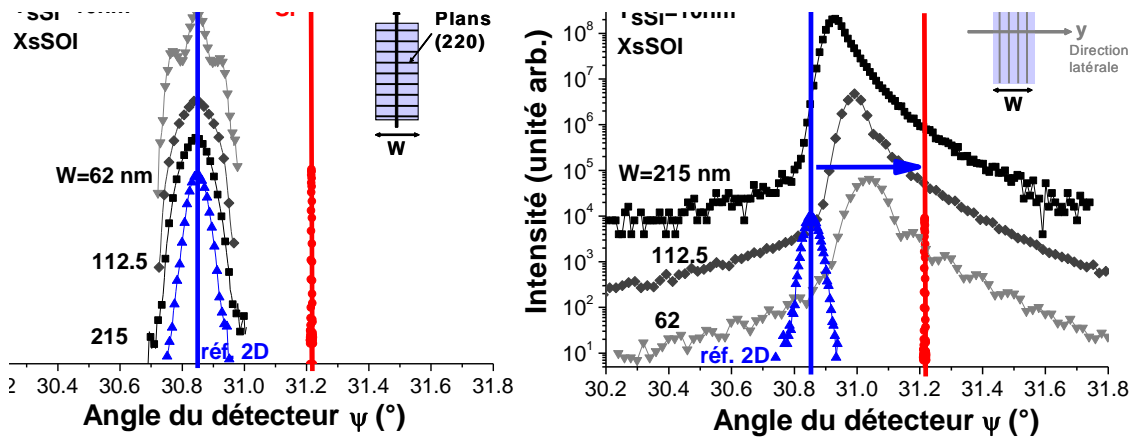 XsSOI
Plans
(220)
W
W=62 nm
112.5
215
réf. 2D
30.6
30.8
31.0
31.2
31.4
31.6
31.8
Angle du détecteur ψ (°)
Intensité (unité arb.)
10⁸
10⁷
10⁶
10⁵
10⁴
10³
10²
10¹
XsSOI
y
Direction
latérale
W
W=215 nm
112.5
62
réf. 2D
30.2
30.4
30.6
30.8
31.0
31.2
31.4
31.6
31.8
Angle du détecteur ψ (°)